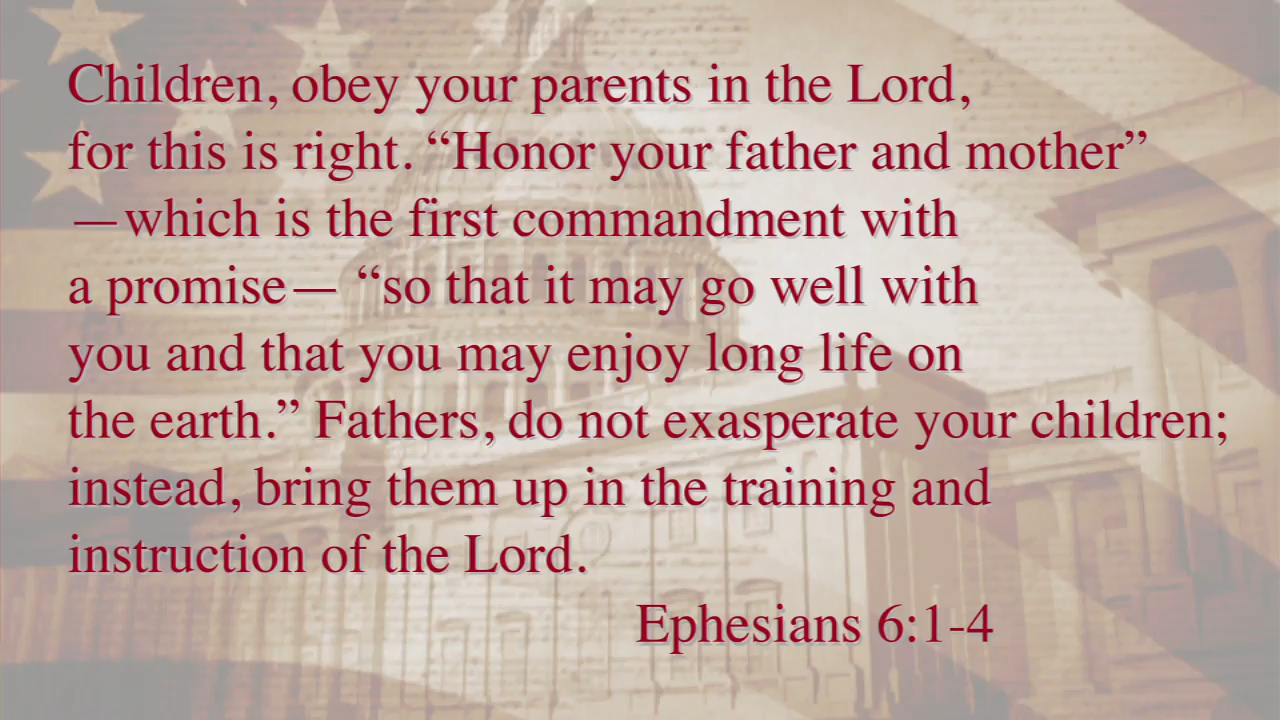 Children, obey your parents in the Lord,
for this is right. “Honor your father and mother”
—which is the first commandment with
a promise— “so that it may go well with
you and that you may enjoy long life on
the earth.” Fathers, do not exasperate your children;
instead, bring them up in the training and
instruction of the Lord.
Ephesians 6:1-4